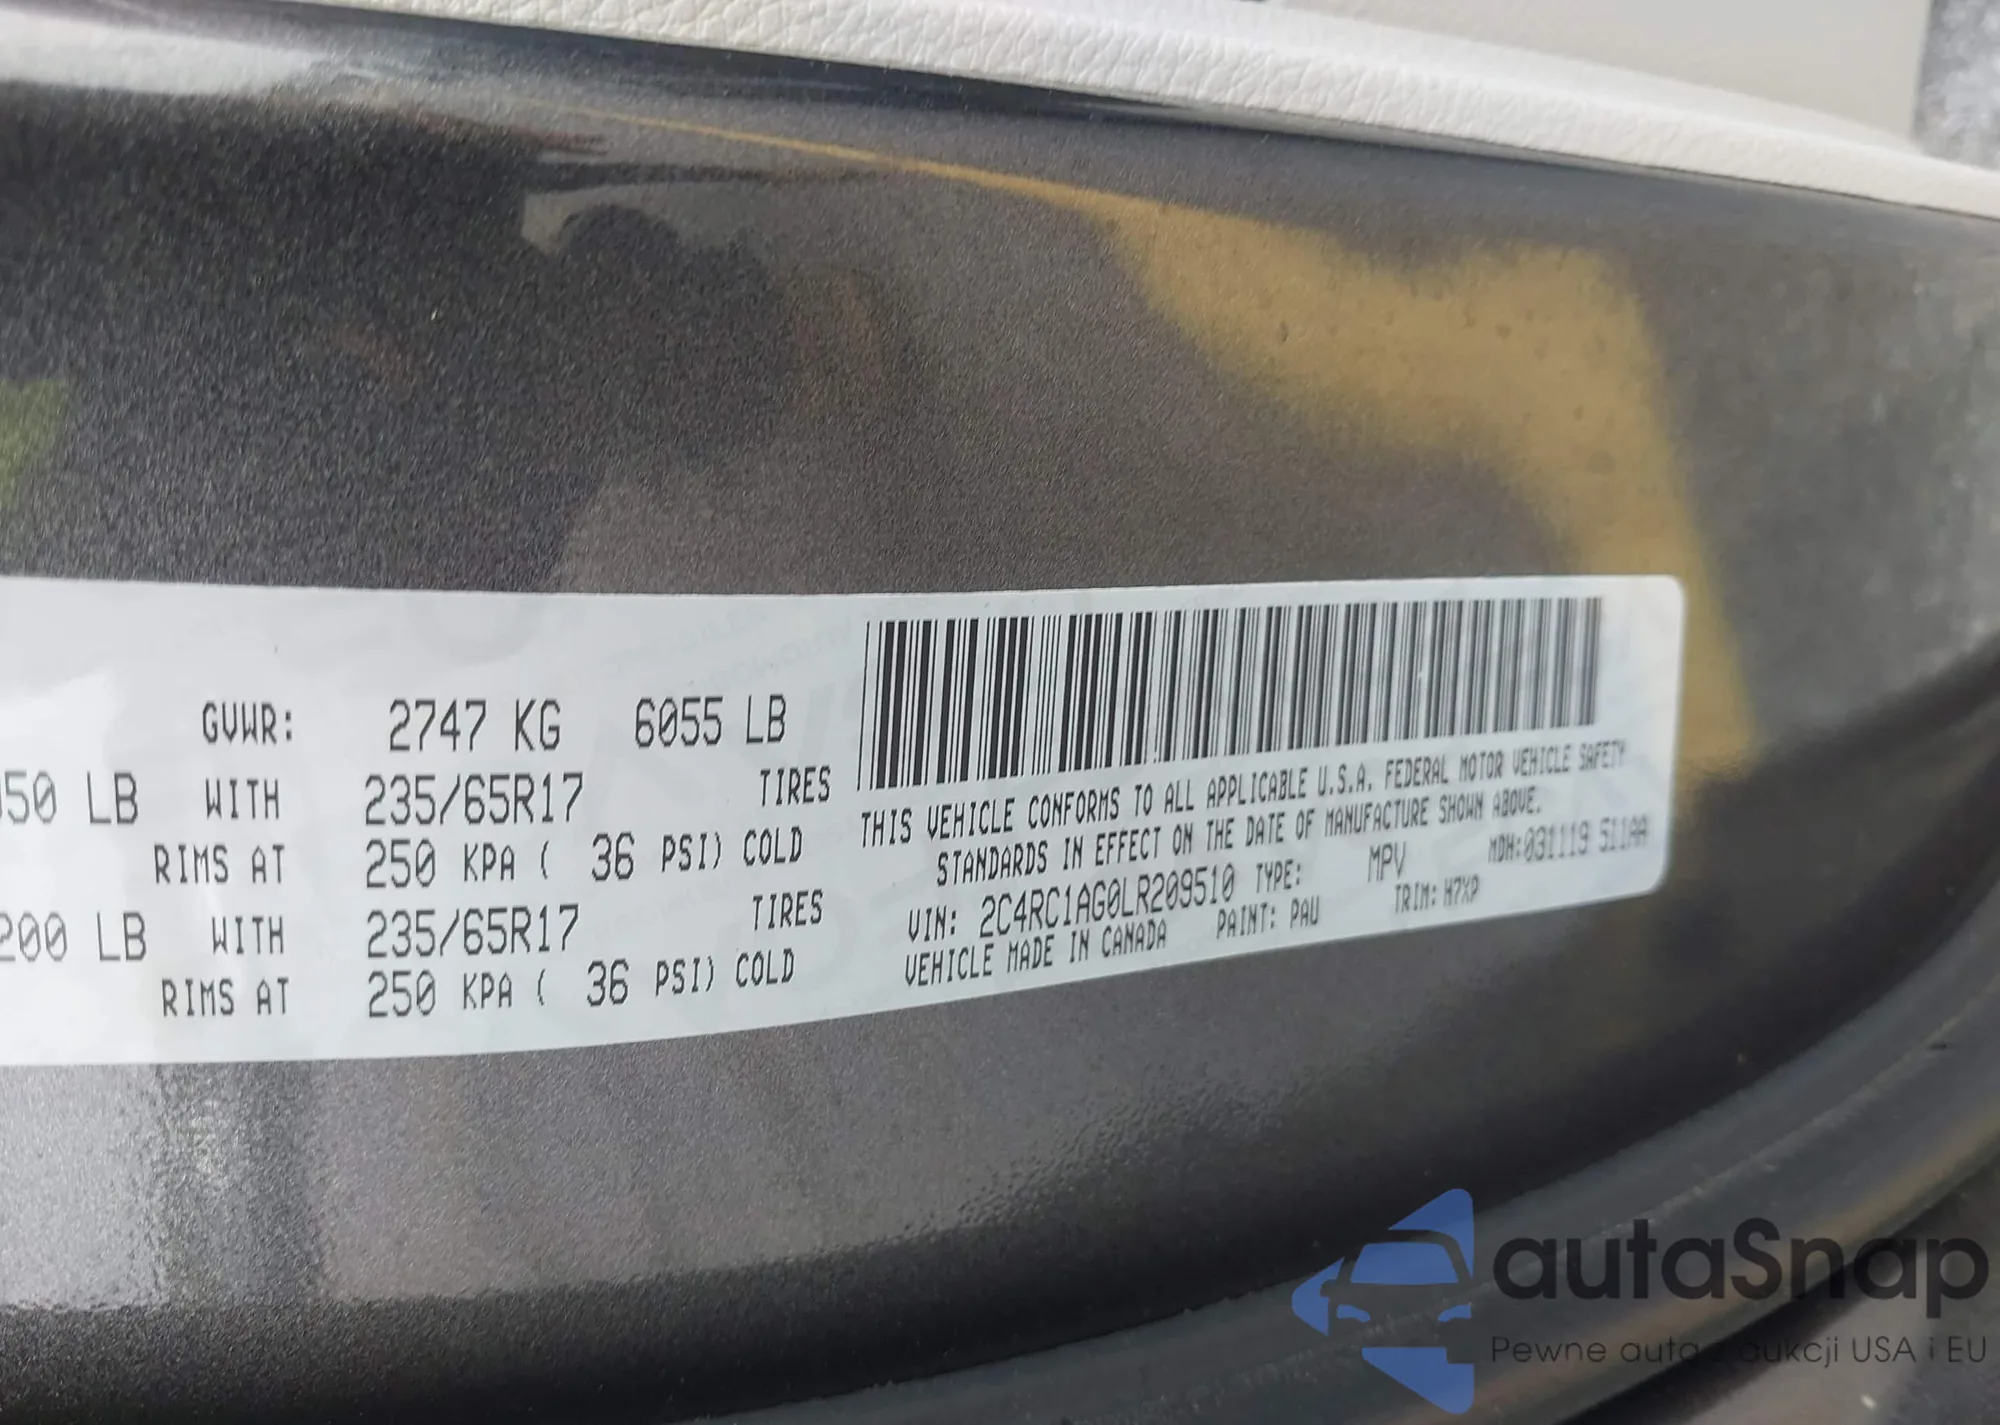 GVWR: 2747 KG 6055 LB
50 LB WITH 235/65R17 TIRES
RIMS AT 250 KPA ( 36 PSI) COLD
200 LB WITH 235/65R17 TIRES
RIMS AT 250 KPA ( 36 PSI) COLD
THIS VEHICLE CONFORMS TO ALL APPLICABLE U.S.A. FEDERAL MOTOR VEHICLE SAFETY
STANDARDS IN EFFECT ON THE DATE OF MANUFACTURE SHOWN ABOVE.
VIN: 2C4RC1AG0LR209510 TYPE: MPV MDH:031119 511AA
VEHICLE MADE IN CANADA PAINT: PAU TRIM: H7XP
autaSnap
Pewne auta z aukcji USA i EU